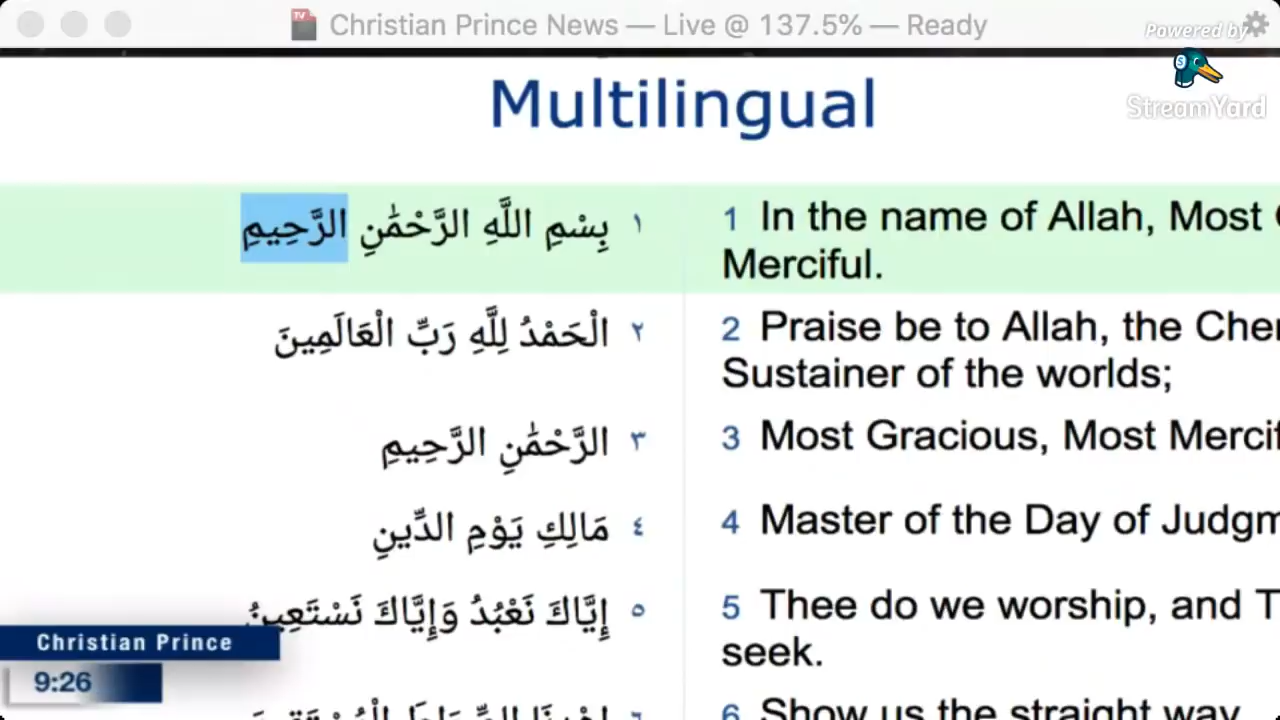 Christian Prince News — Live @ 137.5% — Ready
Powered by
StreamYard
Multilingual
١ بِسْمِ اللَّهِ الرَّحْمَٰنِ الرَّحِيمِ
1 In the name of Allah, Most
Merciful.
٢ الْحَمْدُ لِلَّهِ رَبِّ الْعَالَمِينَ
2 Praise be to Allah, the Cher
Sustainer of the worlds;
٣ الرَّحْمَٰنِ الرَّحِيمِ
3 Most Gracious, Most Mercif
٤ مَالِكِ يَوْمِ الدِّينِ
4 Master of the Day of Judgm
٥ إِيَّاكَ نَعْبُدُ وَإِيَّاكَ نَسْتَعِينُ
5 Thee do we worship, and T
seek.
6 Show us the straight way
Christian Prince
9:26